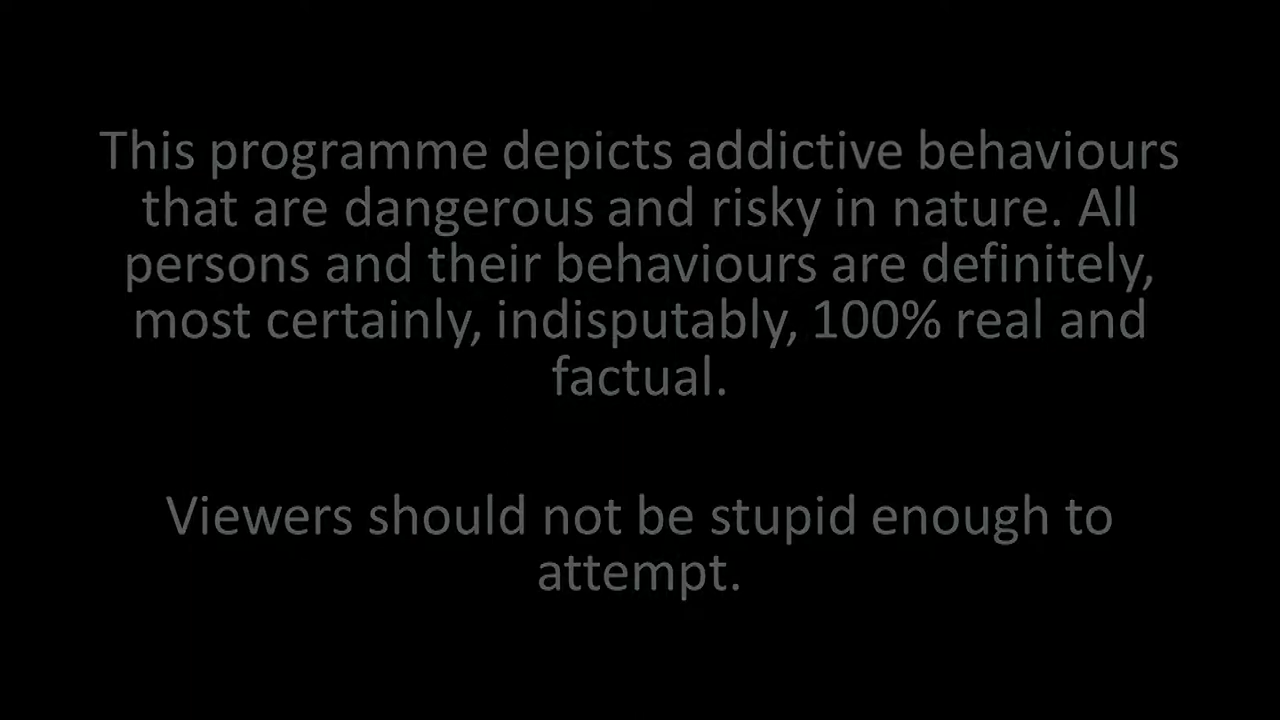 This programme depicts addictive behaviours
that are dangerous and risky in nature. All
persons and their behaviours are definitely,
most certainly, indisputably, 100% real and
factual.
Viewers should not be stupid enough to
attempt.